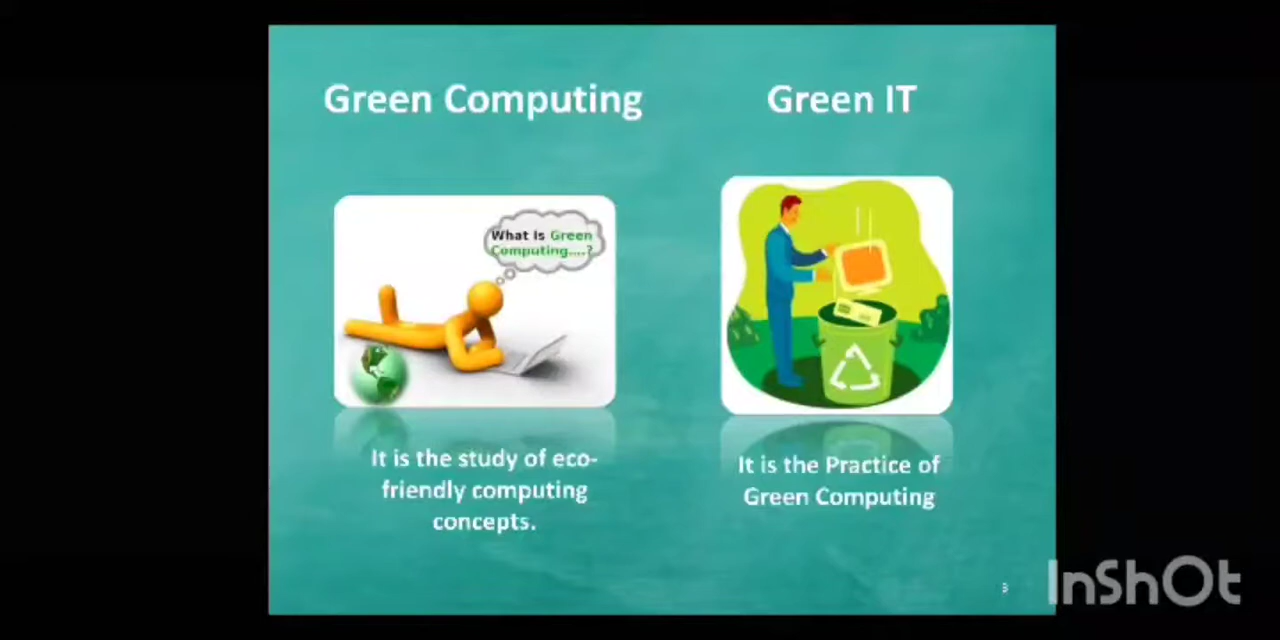 Green Computing
Green IT
What Is Green
Computing....?
It is the study of eco-
friendly computing
concepts.
It is the Practice of
Green Computing
InShOt